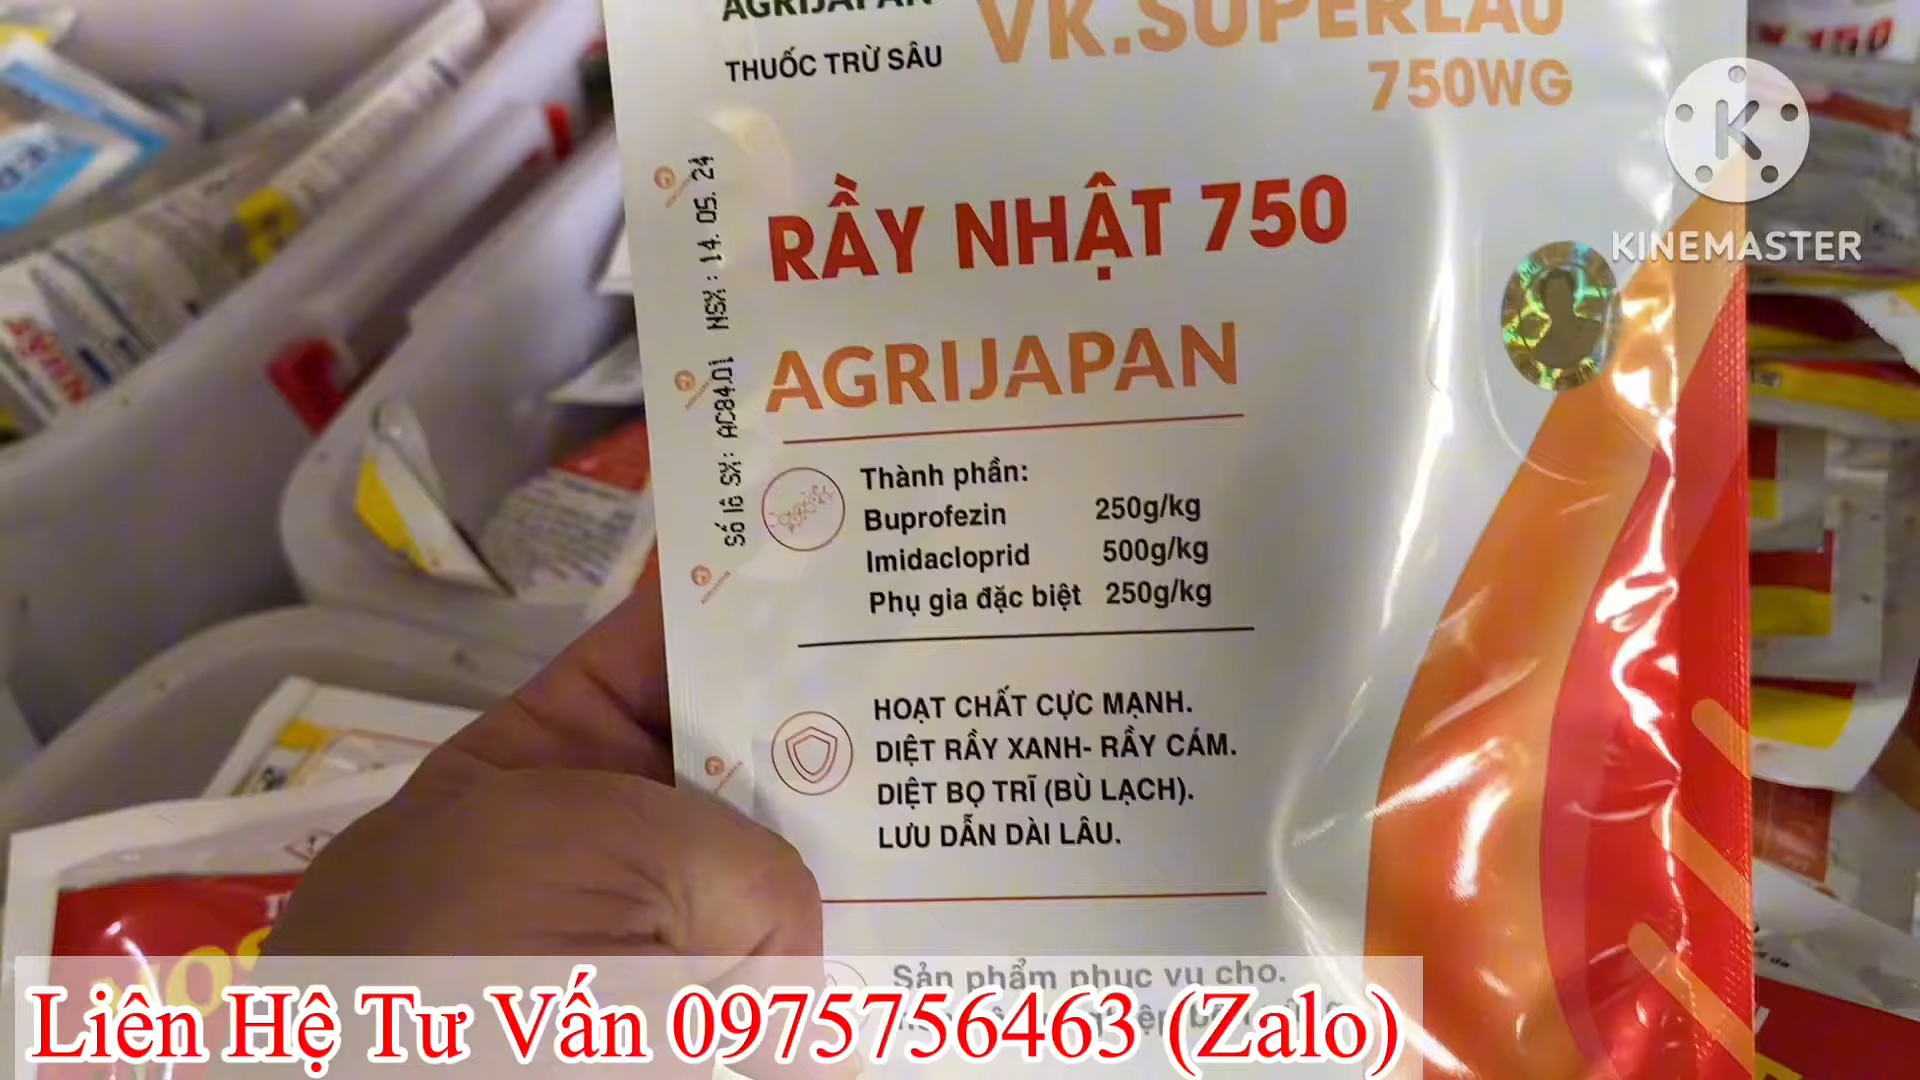 AGRIJAPAN
THUỐC TRỪ SÂU
VK.SUPERLAU
750WG
KINEMASTER
RẦY NHẬT 750
AGRIJAPAN
Số lô SX: AC84.01 NSX: 14. 05. 24
Thành phần:
Buprofezin 250g/kg
Imidacloprid 500g/kg
Phụ gia đặc biệt 250g/kg
HOẠT CHẤT CỰC MẠNH.
DIỆT RẦY XANH- RẦY CÁM.
DIỆT BỌ TRĨ (BÙ LẠCH).
LƯU DẪN DÀI LÂU.
Sản phẩm phục vụ cho.
Liên Hệ Tư Vấn 0975756463 (Zalo)